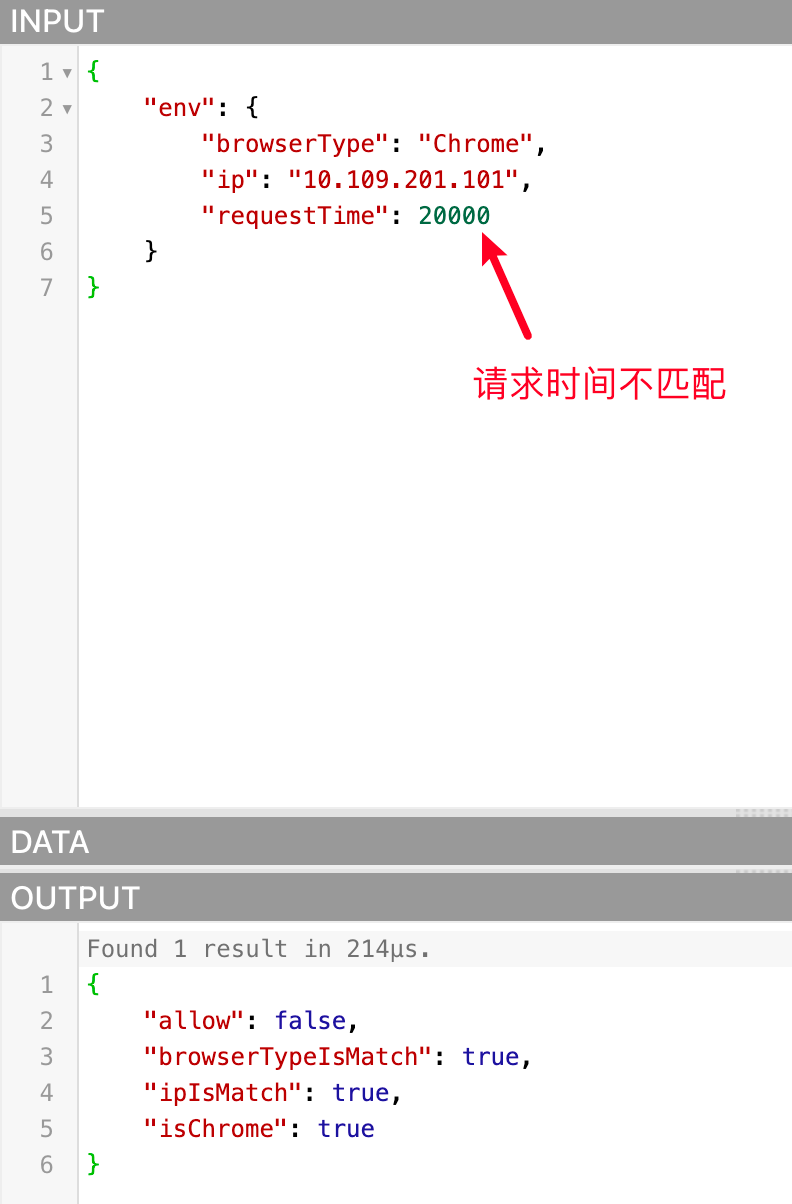 INPUT
1 {
2 "env": {
3 "browserType": "Chrome",
4 "ip": "10.109.201.101",
5 "requestTime": 20000
6 }
7 }
请求时间不匹配
DATA
OUTPUT
Found 1 result in 214µs.
1 {
2 "allow": false,
3 "browserTypeIsMatch": true,
4 "ipIsMatch": true,
5 "isChrome": true
6 }